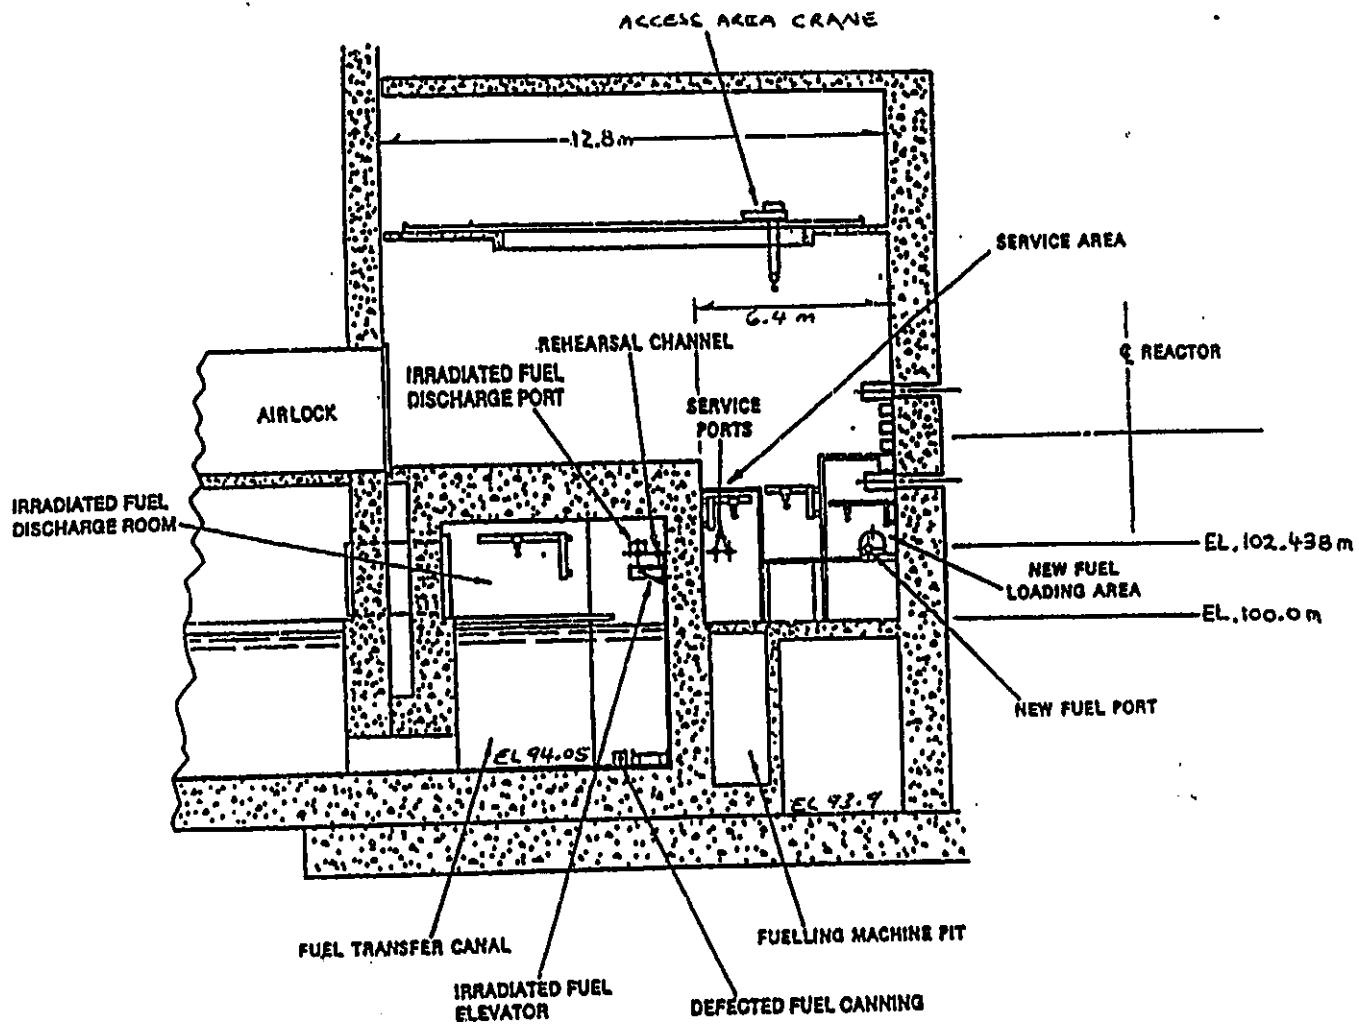 ACCESS AREA CRANE
12.8m
SERVICE AREA
6.4 m
REHEARSAL CHANNEL
℄ REACTOR
IRRADIATED FUEL
DISCHARGE PORT
SERVICE
PORTS
AIRLOCK
IRRADIATED FUEL
DISCHARGE ROOM
EL.102.438m
NEW FUEL
LOADING AREA
EL.100.0m
NEW FUEL PORT
EL 94.05
EL 93.9
FUEL TRANSFER CANAL
FUELLING MACHINE PIT
IRRADIATED FUEL
ELEVATOR
DEFECTED FUEL CANNING